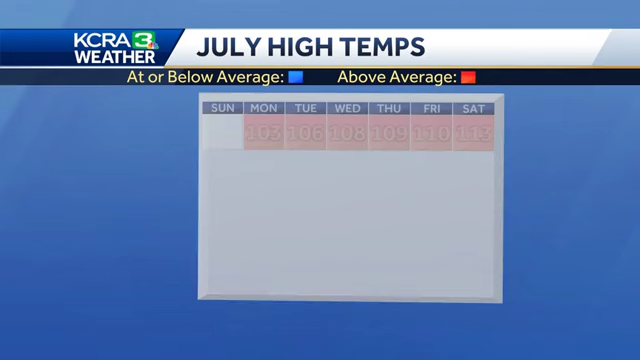 KCRA 3
WEATHER
JULY HIGH TEMPS
At or Below Average: Above Average:
SUN MON TUE WED THU FRI SAT
103 106 108 109 110 113